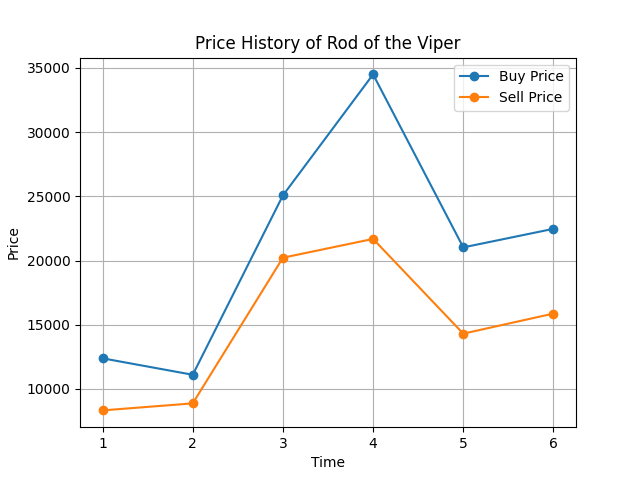 Price History of Rod of the Viper
Buy Price
Sell Price
35000
30000
25000
20000
15000
10000
Price
1 2 3 4 5 6
Time